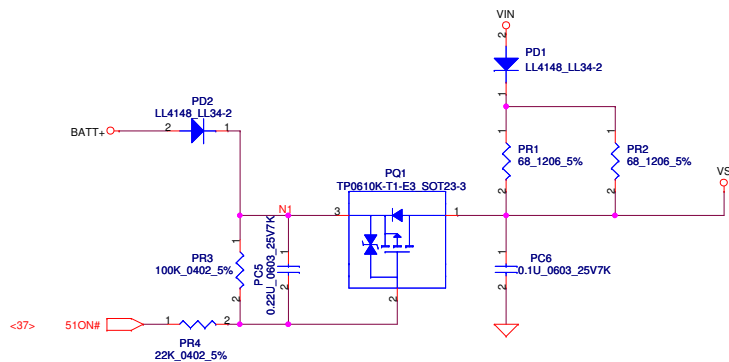 VIN
2
PD1
LL4148_LL34-2
1
PD2
LL4148_LL34-2
BATT+
2
1
1
1
PR1
68_1206_5%
2
PR2
68_1206_5%
2
VS
PQ1
TP0610K-T1-E3_SOT23-3
N1
3
1
1
PR3
100K_0402_5%
2
1
PC5
0.22U_0603_25V7K
2
2
1
PC6
0.1U_0603_25V7K
2
<37>
51ON#
1
2
PR4
22K_0402_5%